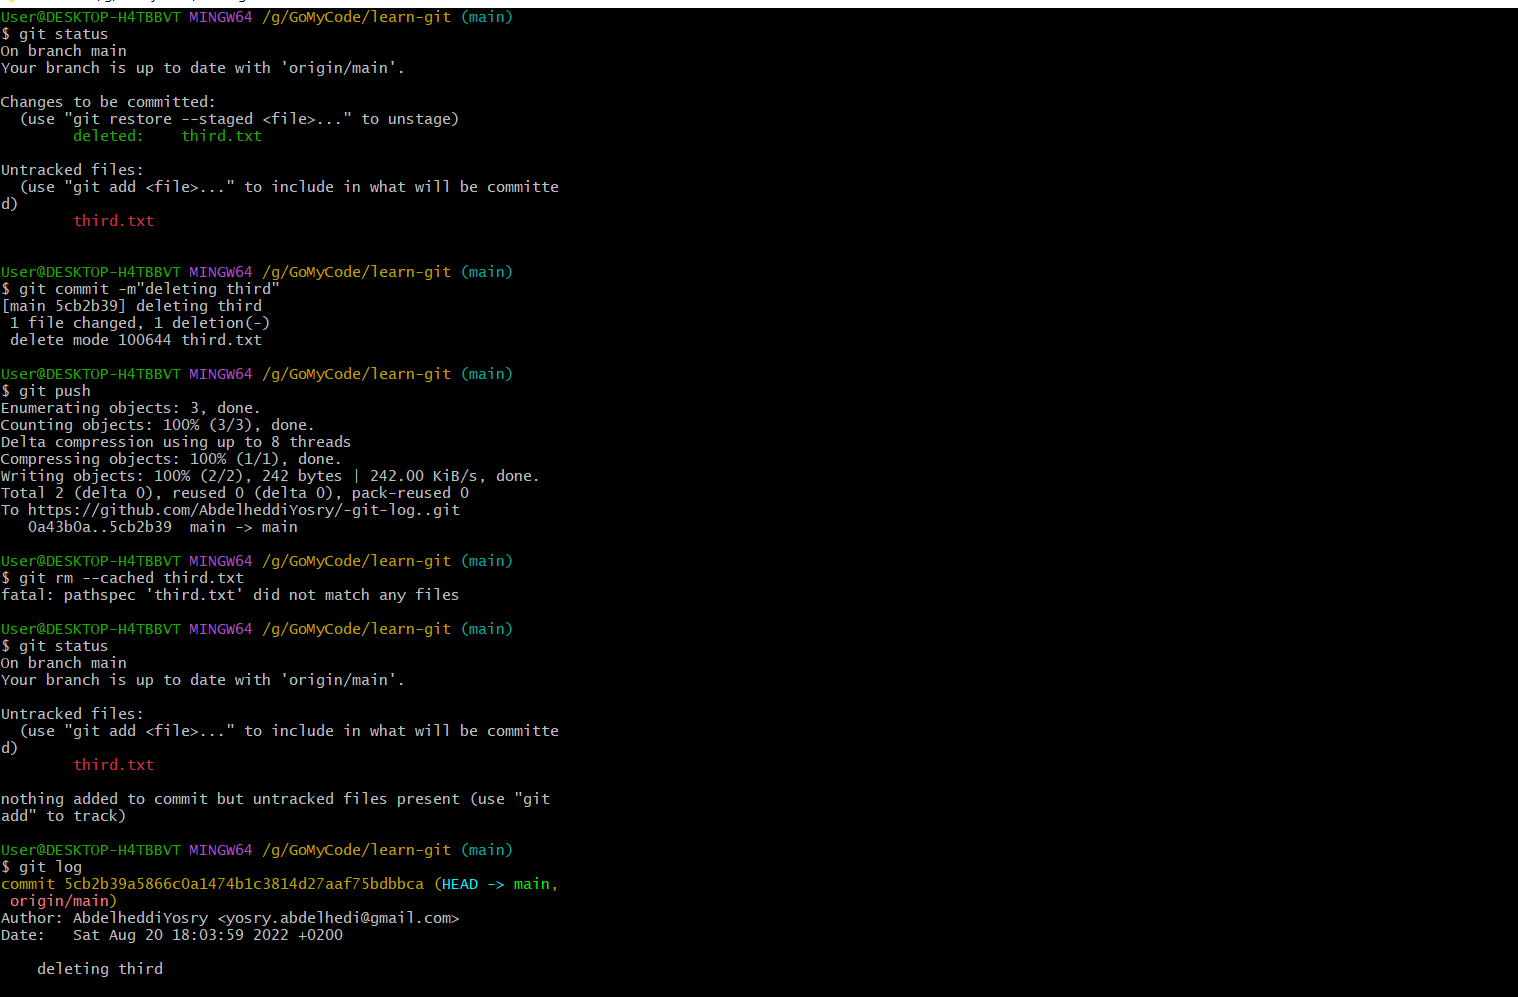 User@DESKTOP-H4TBBVT MINGW64 /g/GoMyCode/learn-git (main)
$ git status
On branch main
Your branch is up to date with 'origin/main'.
Changes to be committed:
  (use "git restore --staged <file>..." to unstage)
        deleted:    third.txt
Untracked files:
  (use "git add <file>..." to include in what will be committe
d)
        third.txt
User@DESKTOP-H4TBBVT MINGW64 /g/GoMyCode/learn-git (main)
$ git commit -m"deleting third"
[main 5cb2b39] deleting third
 1 file changed, 1 deletion(-)
 delete mode 100644 third.txt
User@DESKTOP-H4TBBVT MINGW64 /g/GoMyCode/learn-git (main)
$ git push
Enumerating objects: 3, done.
Counting objects: 100% (3/3), done.
Delta compression using up to 8 threads
Compressing objects: 100% (1/1), done.
Writing objects: 100% (2/2), 242 bytes | 242.00 KiB/s, done.
Total 2 (delta 0), reused 0 (delta 0), pack-reused 0
To https://github.com/AbdelheddiYosry/-git-log..git
   0a43b0a..5cb2b39  main -> main
User@DESKTOP-H4TBBVT MINGW64 /g/GoMyCode/learn-git (main)
$ git rm --cached third.txt
fatal: pathspec 'third.txt' did not match any files
User@DESKTOP-H4TBBVT MINGW64 /g/GoMyCode/learn-git (main)
$ git status
On branch main
Your branch is up to date with 'origin/main'.
Untracked files:
  (use "git add <file>..." to include in what will be committe
d)
        third.txt
nothing added to commit but untracked files present (use "git
add" to track)
User@DESKTOP-H4TBBVT MINGW64 /g/GoMyCode/learn-git (main)
$ git log
commit 5cb2b39a5866c0a1474b1c3814d27aaf75bdbbca (HEAD -> main,
 origin/main)
Author: AbdelheddiYosry <yosry.abdelhedi@gmail.com>
Date:   Sat Aug 20 18:03:59 2022 +0200
    deleting third